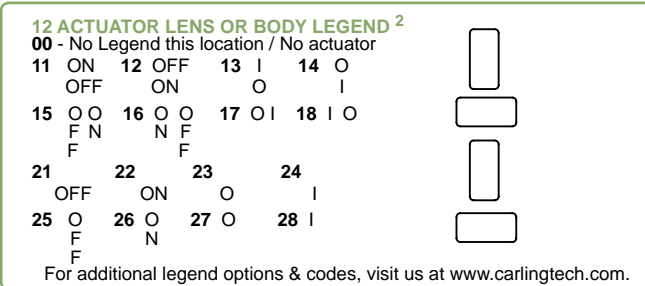 12 ACTUATOR LENS OR BODY LEGEND 2
00 - No Legend this location / No actuator
11 ON 12 OFF 13 I 14 O
OFF ON O I
15 O O 16 O O 17 O I 18 I O
F N N F
F F
21 22 23 24
OFF ON O I
25 O 26 O 27 O 28 I
F N
F
For additional legend options & codes, visit us at www.carlingtech.com.